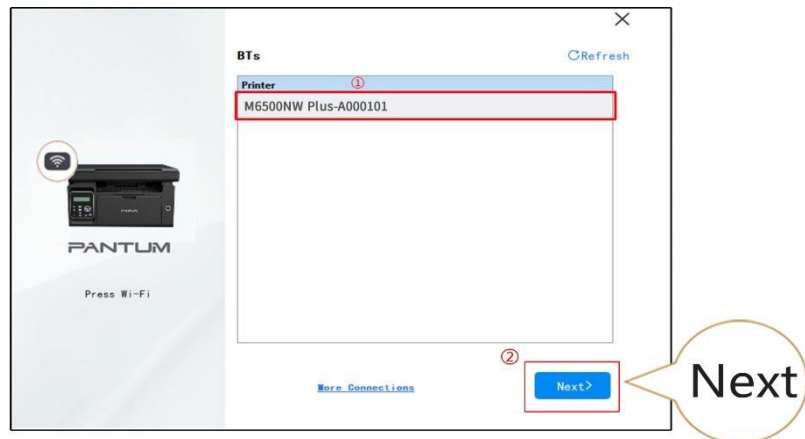 BTs
Refresh
Printer
①
M6500NW Plus-A000101
PANTUM
Press Wi-Fi
②
More Connections
Next>
Next